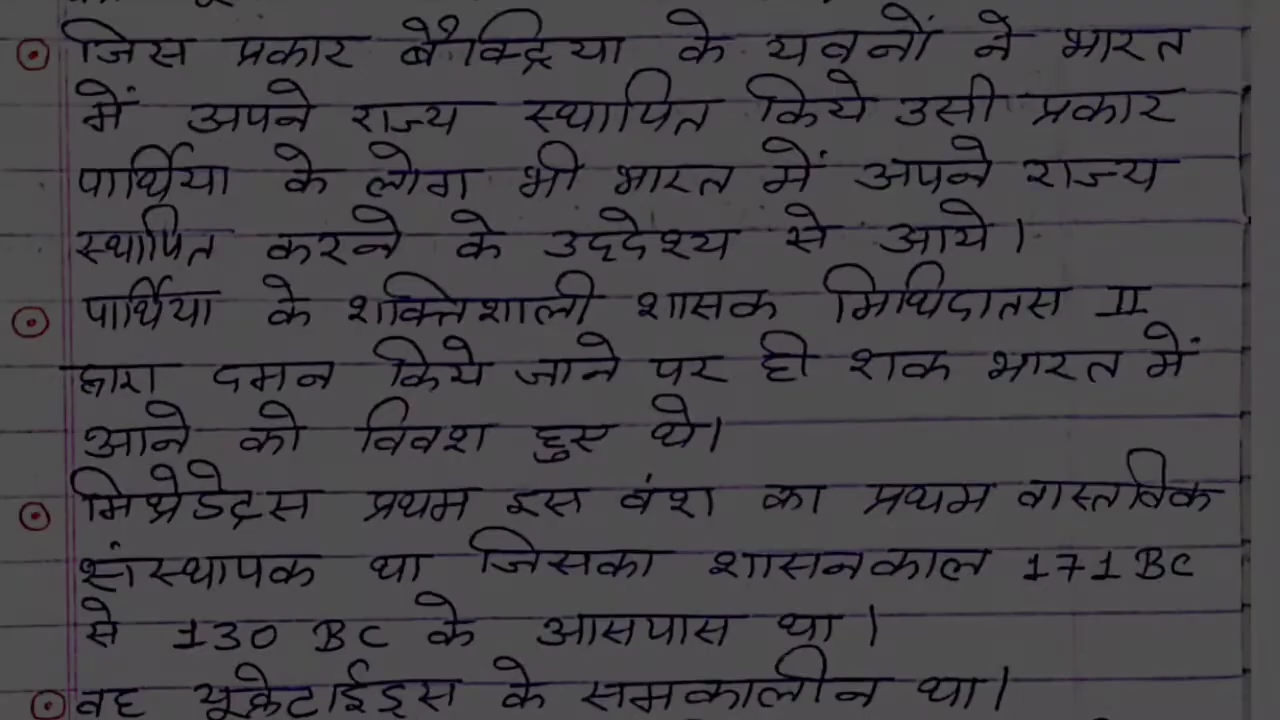 जिस प्रकार बैक्ट्रिया के यवनों ने भारत
में अपने राज्य स्थापित किये उसी प्रकार
पार्थिया के लोग भी भारत में अपने राज्य
स्थापित करने के उद्देश्य से आये।
पार्थिया के शक्तिशाली शासक मिथिदातस II
द्वारा दमन किये जाने पर ही शक भारत में
आने को विवश हुए थे।
मिथ्रेडेट्स प्रथम इस वंश का प्रथम वास्तविक
संस्थापक था जिसका शासनकाल 171 BC
से 130 BC के आसपास था।
वह यूक्रेटाईड्स के समकालीन था।